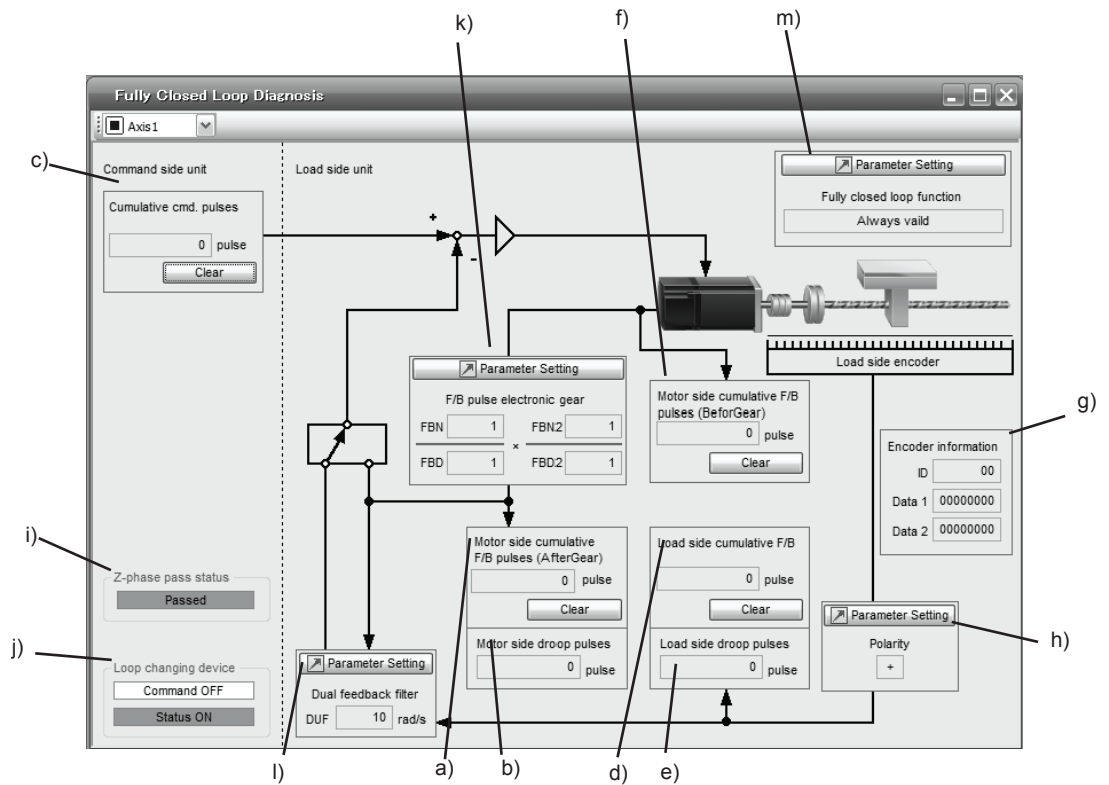 k)
f)
m)
Fully Closed Loop Diagnosis
Axis1
c)
Command side unit
Load side unit
Parameter Setting
Fully closed loop function
Always vaild
Cumulative cmd. pulses
0 pulse
Clear
+
-
Parameter Setting
F/B pulse electronic gear
FBN 1 FBN2 1
×
FBD 1 FBD2 1
Motor side cumulative F/B
pulses (BeforGear)
0 pulse
Clear
Load side encoder
g)
Encoder information
ID 00
Data 1 00000000
Data 2 00000000
i)
Z-phase pass status
Passed
Motor side cumulative
F/B pulses (AfterGear)
0 pulse
Clear
Motor side droop pulses
0 pulse
Load side cumulative F/B
0 pulse
Clear
Load side droop pulses
0 pulse
Parameter Setting
Polarity
+
h)
j)
Loop changing device
Command OFF
Status ON
Parameter Setting
Dual feedback filter
DUF 10 rad/s
l)
a)
b)
d)
e)